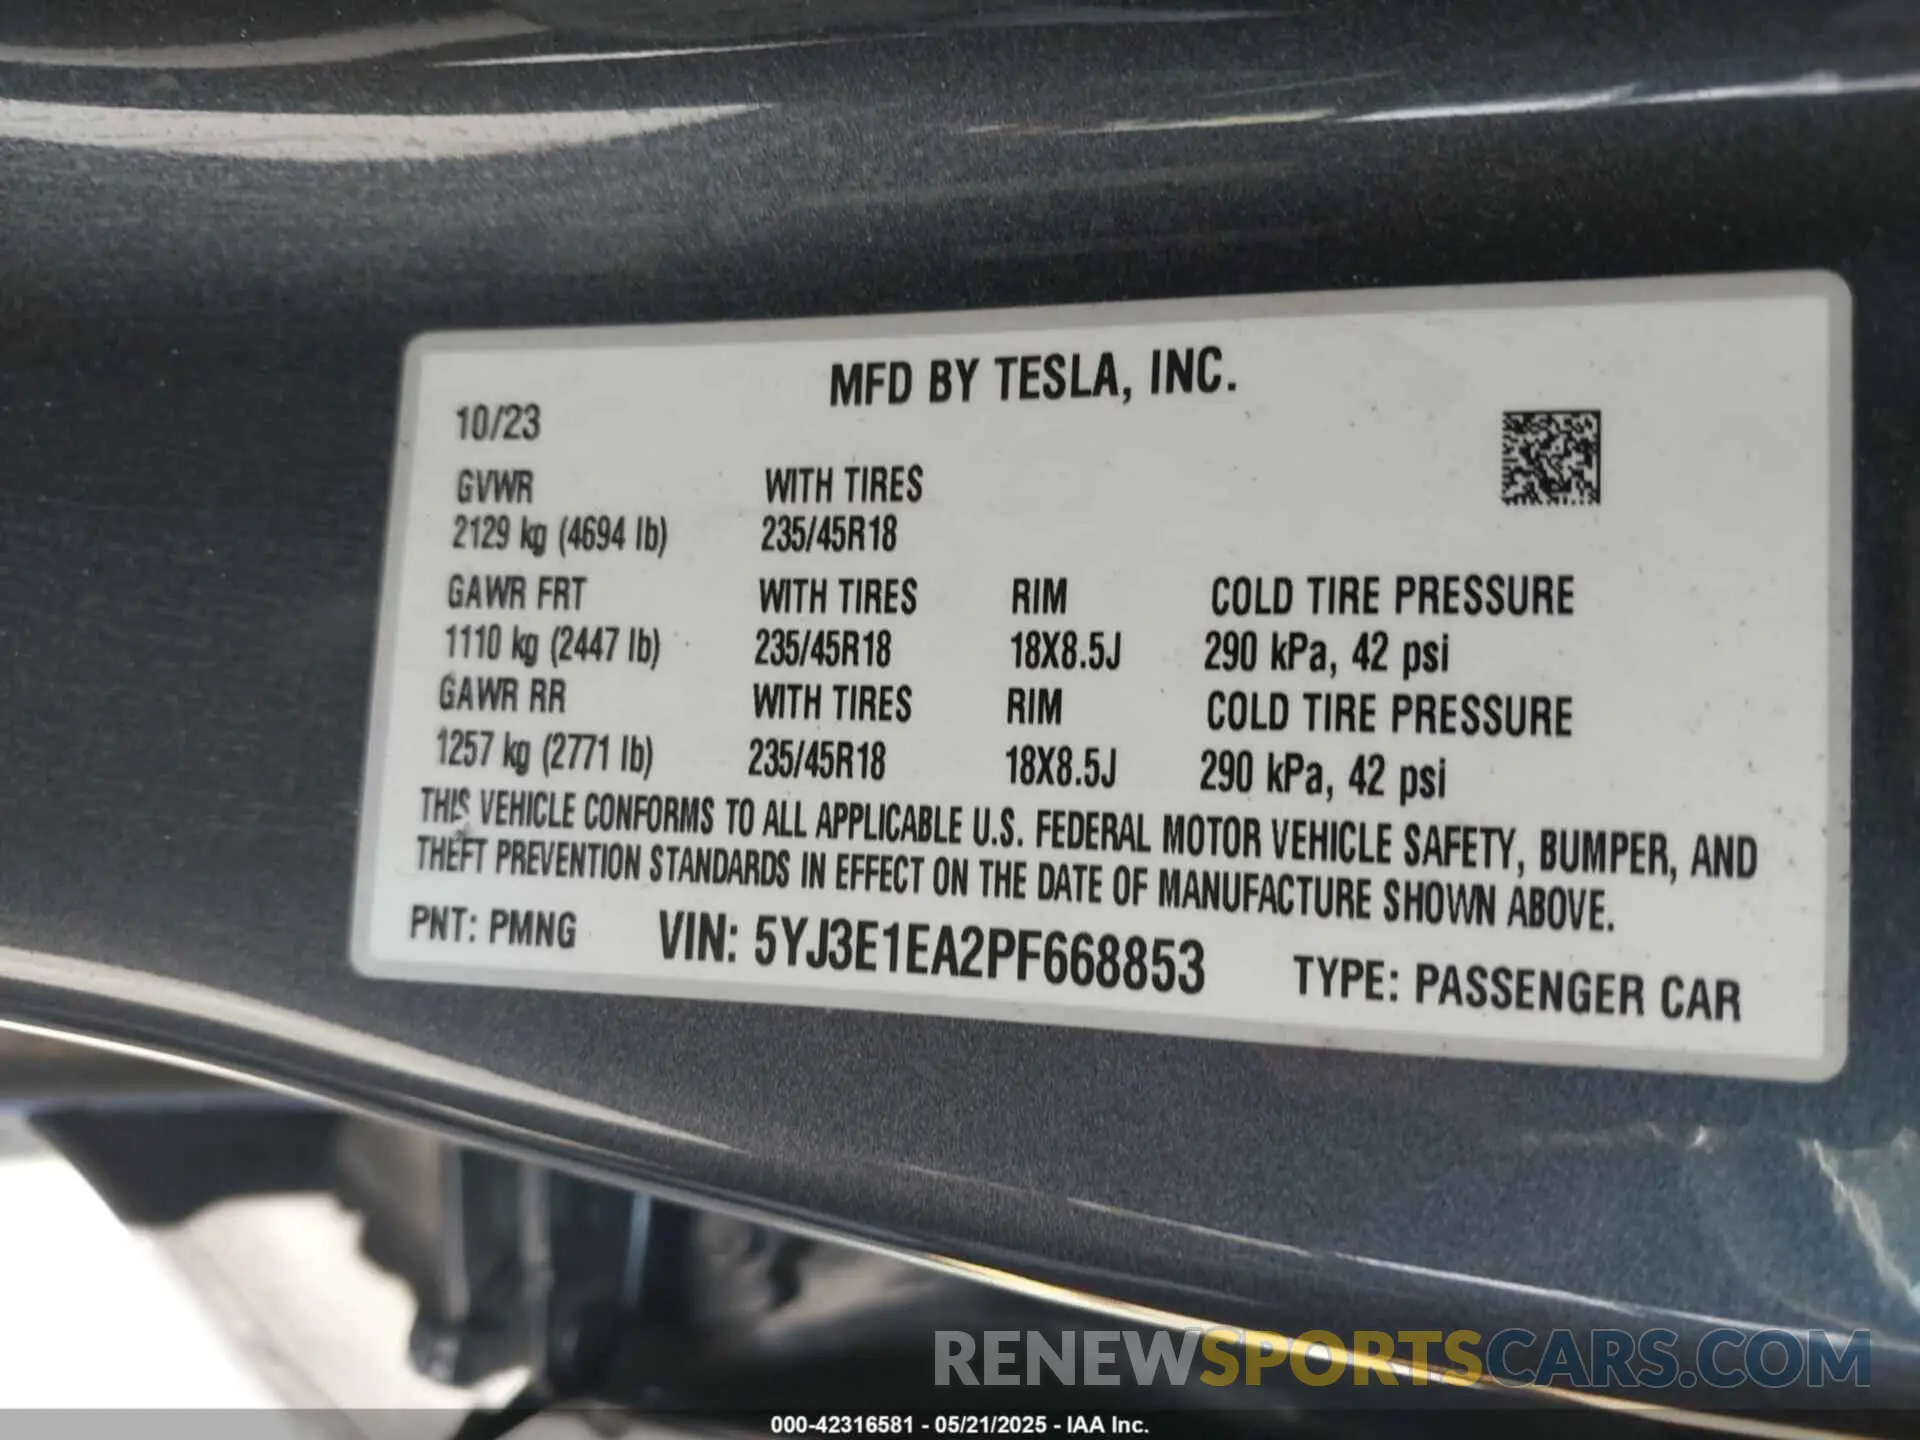 MFD BY TESLA, INC.
10/23
GVWR WITH TIRES
2129 kg (4694 lb) 235/45R18
GAWR FRT WITH TIRES RIM COLD TIRE PRESSURE
1110 kg (2447 lb) 235/45R18 18X8.5J 290 kPa, 42 psi
GAWR RR WITH TIRES RIM COLD TIRE PRESSURE
1257 kg (2771 lb) 235/45R18 18X8.5J 290 kPa, 42 psi
THIS VEHICLE CONFORMS TO ALL APPLICABLE U.S. FEDERAL MOTOR VEHICLE SAFETY, BUMPER, AND
THEFT PREVENTION STANDARDS IN EFFECT ON THE DATE OF MANUFACTURE SHOWN ABOVE.
PNT: PMNG VIN: 5YJ3E1EA2PF668853 TYPE: PASSENGER CAR
RENEWSPORTSCARS.COM
000-42316581 - 05/21/2025 - IAA Inc.